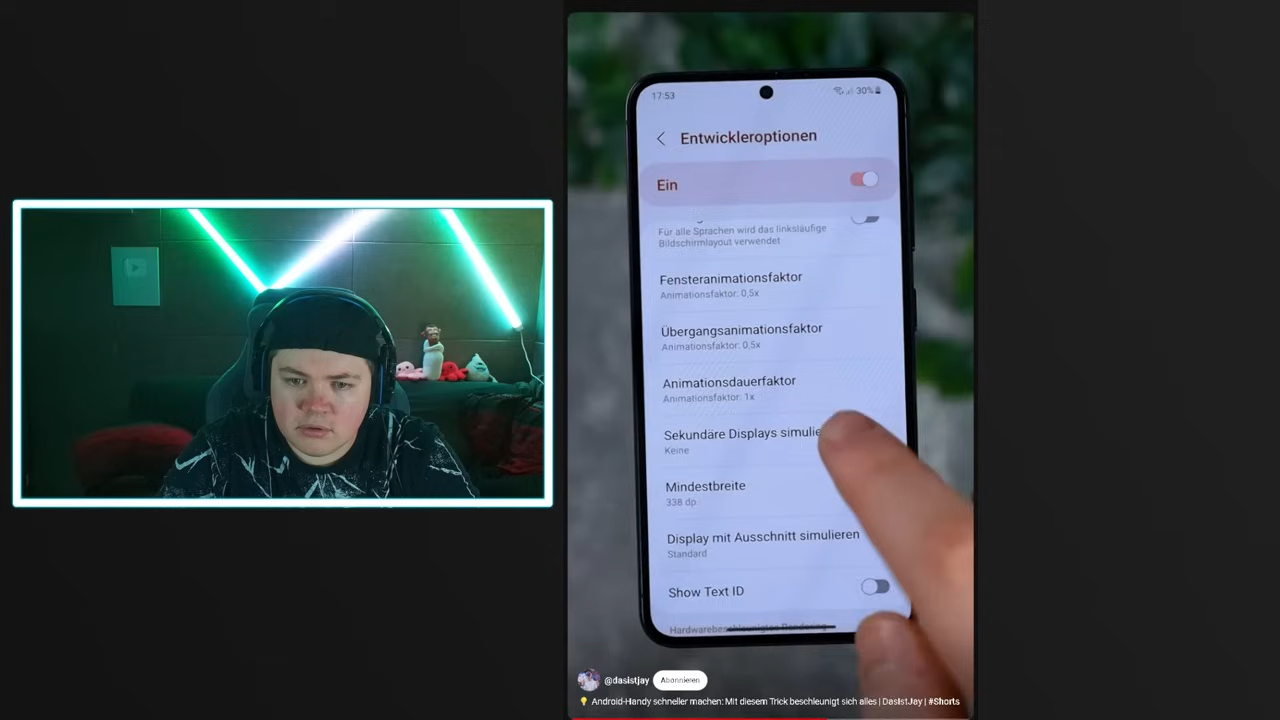 17:53
30%
Entwickleroptionen
Ein
Für alle Sprachen wird das linksläufige
Bildschirmlayout verwendet
Fensteranimationsfaktor
Animationsfaktor: 0,5x
Übergangsanimationsfaktor
Animationsfaktor: 0,5x
Animationsdauerfaktor
Animationsfaktor: 1x
Sekundäre Displays simulie
Keine
Mindestbreite
338 dp
Display mit Ausschnitt simulieren
Standard
Show Text ID
@dasistjay
Abonnieren
Android-Handy schneller machen: Mit diesem Trick beschleunigt sich alles | DasIstJay | #Shorts